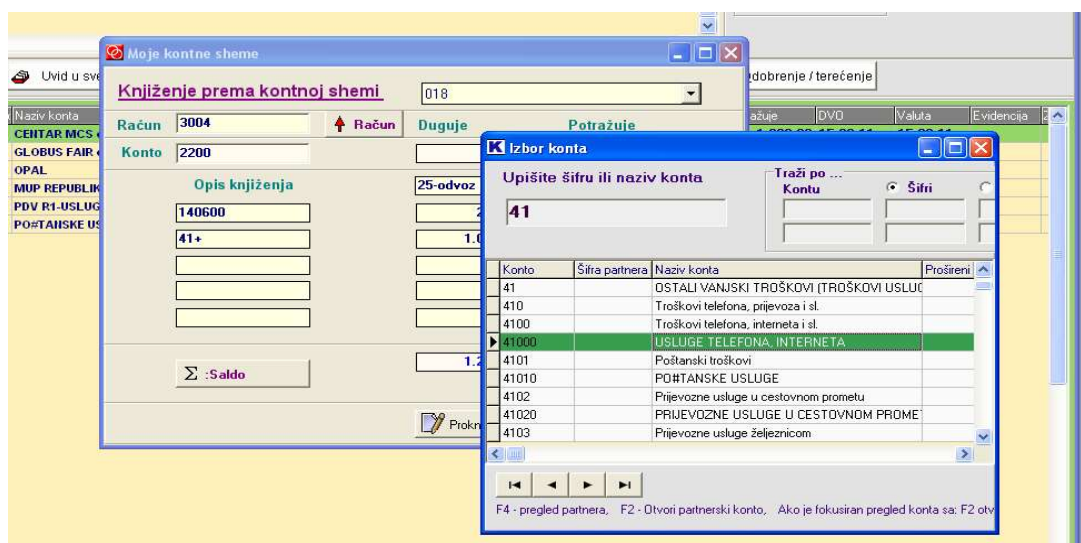 Moje kontne sheme
Uvid u sve
dobrenje / terećenje
Knjiženje prema kontnoj shemi
018
Naziv konta
DVO
Valuta
Evidencija
Račun
3004
Račun
Duguje
Potražuje
CENTAR MCS
GLOBUS FAIR
OPAL
MUP REPUBLIK
PDV R1-USLUG
PO#TANSKE US
Konto
2200
Opis knjiženja
25-odvoz
140600
41+
Σ :Saldo
Prokn
Izbor konta
Upišite šifru ili naziv konta
Traži po ...
Kontu
Šifri
41
Konto Šifra partnera Naziv konta Prošireni
41 OSTALI VANJSKI TROŠKOVI (TROŠKOVI USLUG
410 Troškovi telefona, prijevoza i sl.
4100 Troškovi telefona, interneta i sl.
41000 USLUGE TELEFONA, INTERNETA
4101 Poštanski troškovi
41010 PO#TANSKE USLUGE
4102 Prijevozne usluge u cestovnom prometu
41020 PRIJEVOZNE USLUGE U CESTOVNOM PROMET
4103 Prijevozne usluge željeznicom
F4 - pregled partnera, F2 - Otvori partnerski konto, Ako je fokusiran pregled konta sa: F2 otv